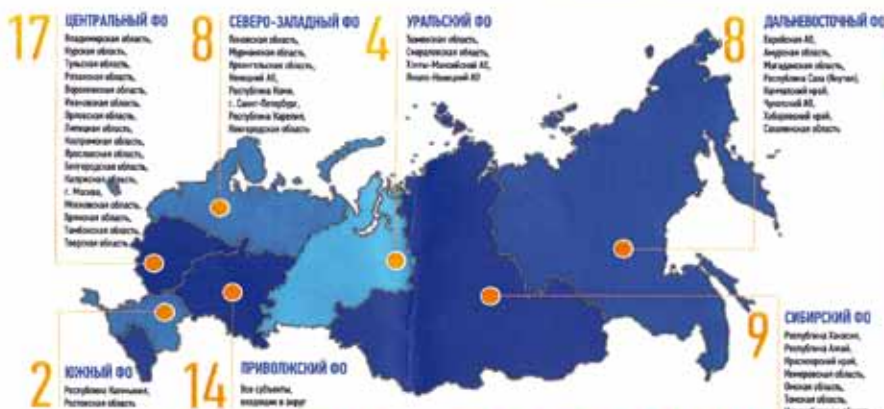 17
ЦЕНТРАЛЬНЫЙ ФО
Владимирская область,
Курская область,
Тульская область,
Рязанская область,
Воронежская область,
Ивановская область,
Орловская область,
Липецкая область,
Костромская область,
Ярославская область,
Белгородская область,
Калужская область,
г. Москва,
Московская область,
Брянская область,
Тамбовская область,
Тверская область
8
СЕВЕРО-ЗАПАДНЫЙ ФО
Псковская область,
Мурманская область,
Архангельская область,
Ненецкий АО,
Республика Коми,
г. Санкт-Петербург,
Республика Карелия,
Новгородская область
4
УРАЛЬСКИЙ ФО
Тюменская область,
Свердловская область,
Ханты-Мансийский АО,
Ямало-Ненецкий АО
8
ДАЛЬНЕВОСТОЧНЫЙ ФО
Еврейская АО,
Амурская область,
Магаданская область,
Республика Саха (Якутия),
Камчатский край,
Чукотский АО,
Хабаровский край,
Сахалинская область
2
ЮЖНЫЙ ФО
Республика Калмыкия,
Ростовская область
14
ПРИВОЛЖСКИЙ ФО
Все субъекты,
входящие в округ
9
СИБИРСКИЙ ФО
Республика Хакасия,
Республика Алтай,
Красноярский край,
Кемеровская область,
Омская область,
Томская область,